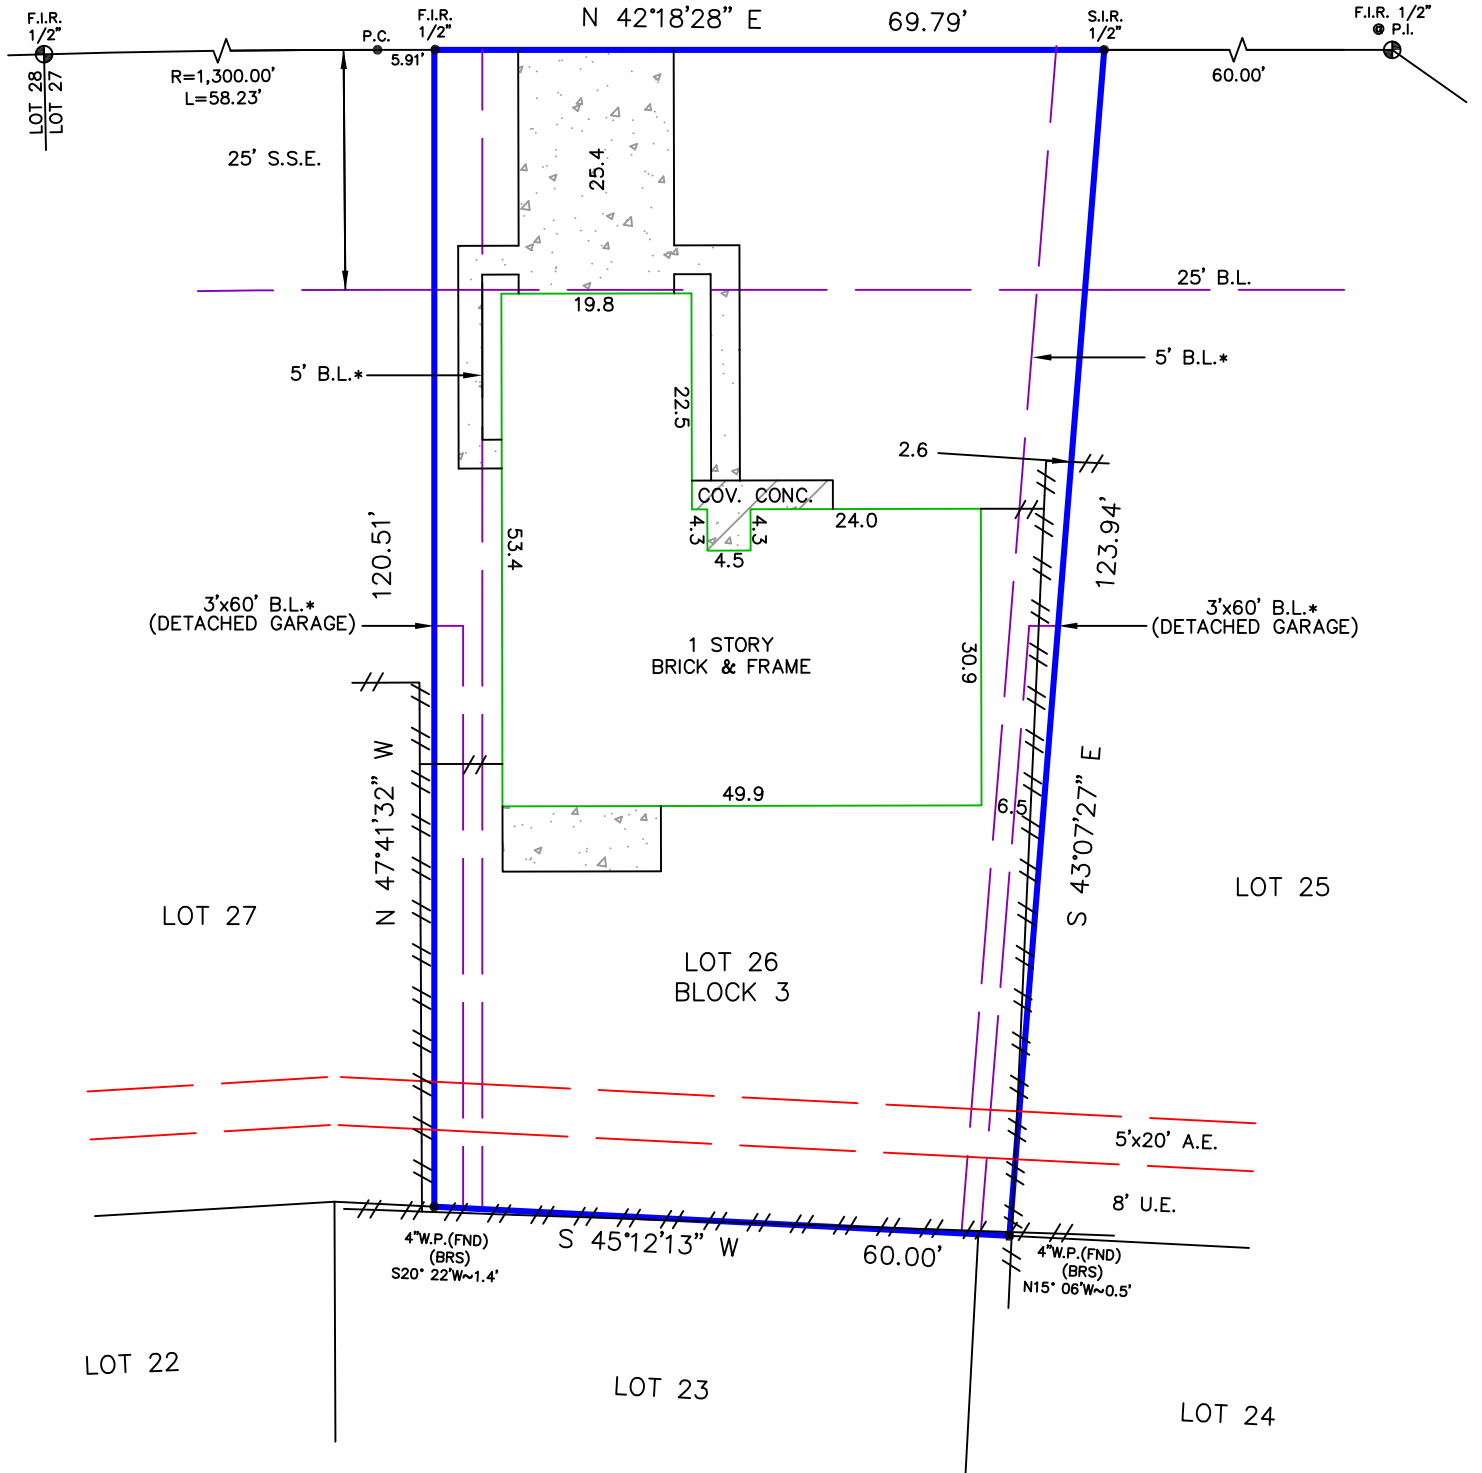 F.I.R.
1/2"
P.C.
F.I.R.
1/2"
N 42°18'28" E
69.79'
S.I.R.
1/2"
F.I.R. 1/2"
@ P.I.
5.91'
R=1,300.00'
L=58.23'
60.00'
LOT 28
LOT 27
25' S.S.E.
25.4
25' B.L.
19.8
5' B.L.*
5' B.L.*
22.5
2.6
COV. CONC.
4.3
4.3
24.0
4.5
53.4
120.51'
123.94'
3'x60' B.L.*
(DETACHED GARAGE)
3'x60' B.L.*
(DETACHED GARAGE)
1 STORY
BRICK & FRAME
30.9
49.9
6.5
N 47°41'32" W
S 43°07'27" E
LOT 27
LOT 25
LOT 26
BLOCK 3
5'x20' A.E.
8' U.E.
4"W.P.(FND)
(BRS)
S20° 22'W~1.4'
S 45°12'13" W
60.00'
4"W.P.(FND)
(BRS)
N15° 06'W~0.5'
LOT 22
LOT 23
LOT 24